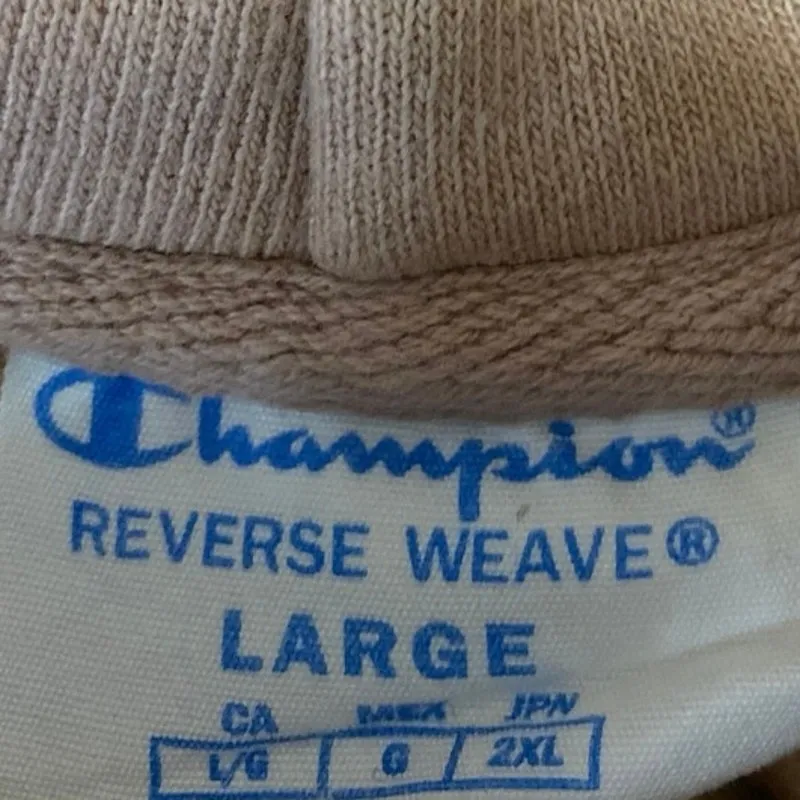 Champion®
REVERSE WEAVE®
LARGE
CA MEX JPN
L/G G 2XL